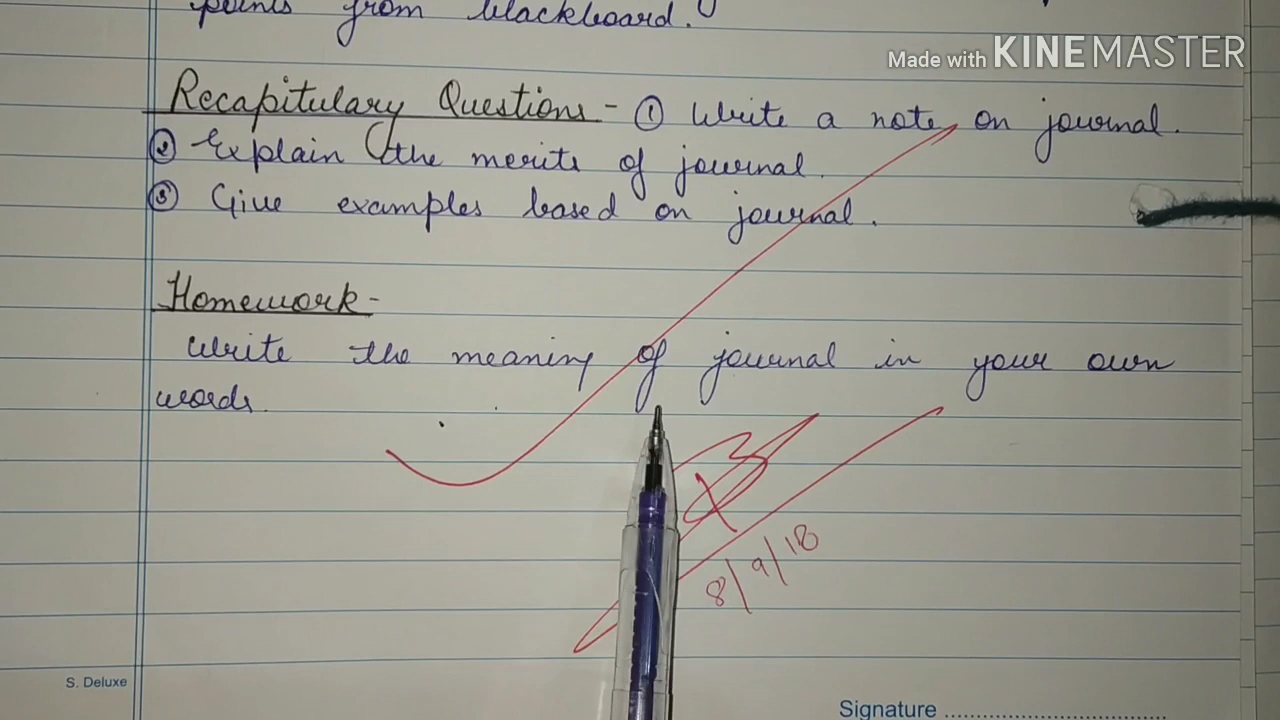 points from blackboard.
Made with KINEMASTER
Recapitulary Questions - ① Write a note on journal.
② Explain the merits of journal.
③ Give examples based on journal.
Homework -
Write the meaning of journal in your own
words.
8/9/18
S. Deluxe
Signature ........................................